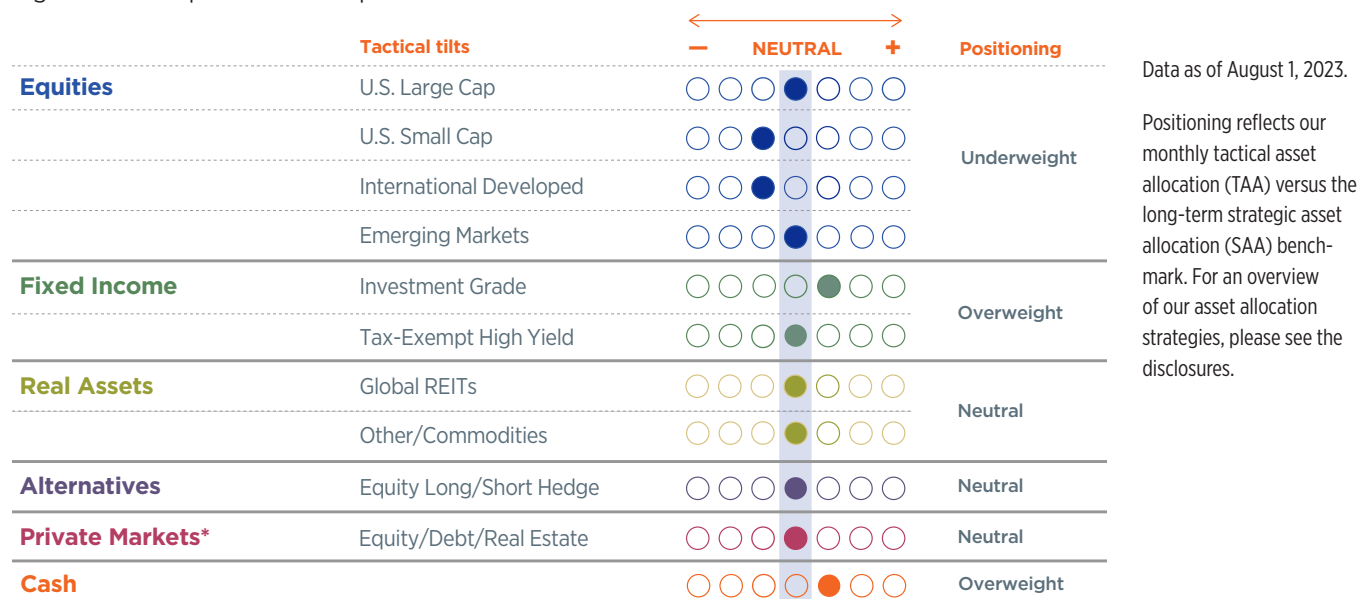 Tactical tilts – NEUTRAL + Positioning
Equities U.S. Large Cap
U.S. Small Cap
Underweight
International Developed
Emerging Markets
Fixed Income Investment Grade
Overweight
Tax-Exempt High Yield
Real Assets Global REITs
Neutral
Other/Commodities
Alternatives Equity Long/Short Hedge Neutral
Private Markets* Equity/Debt/Real Estate Neutral
Cash Overweight
Data as of August 1, 2023.
Positioning reflects our
monthly tactical asset
allocation (TAA) versus the
long-term strategic asset
allocation (SAA) bench-
mark. For an overview
of our asset allocation
strategies, please see the
disclosures.